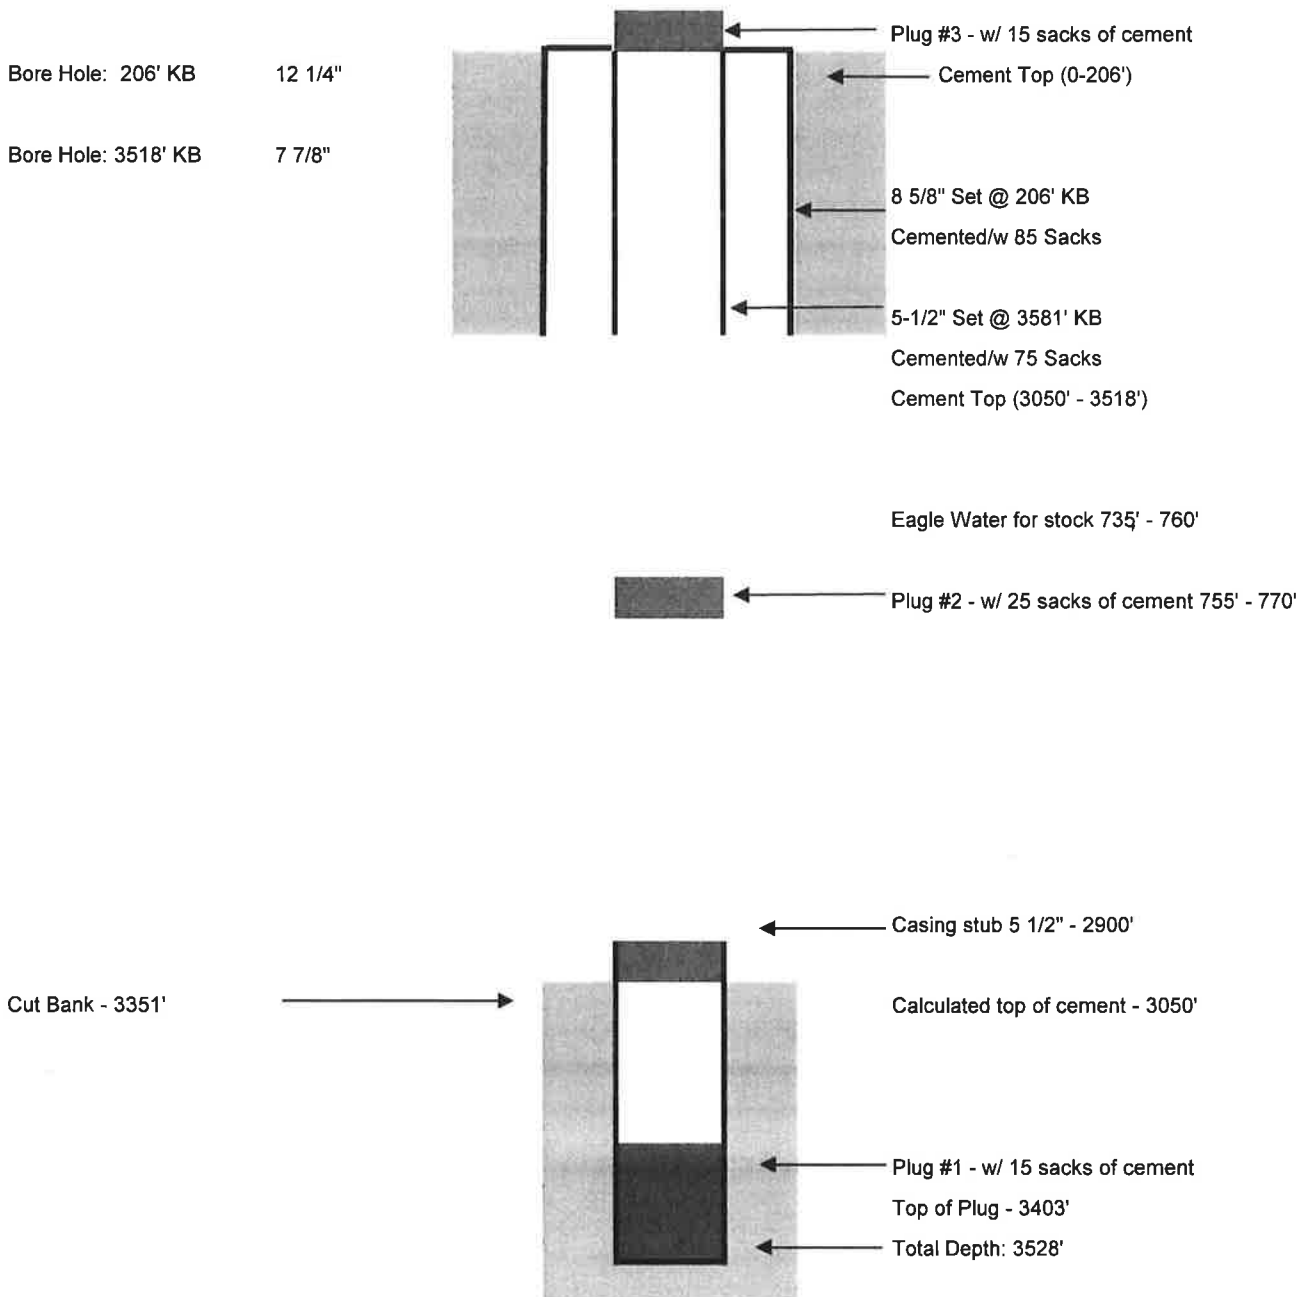 Plug #3 - w/ 15 sacks of cement
Bore Hole: 206' KB 12 1/4"
Cement Top (0-206')
Bore Hole: 3518' KB 7 7/8"
8 5/8" Set @ 206' KB
Cemented/w 85 Sacks
5-1/2" Set @ 3581' KB
Cemented/w 75 Sacks
Cement Top (3050' - 3518')
Eagle Water for stock 735' - 760'
Plug #2 - w/ 25 sacks of cement 755' - 770'
Casing stub 5 1/2" - 2900'
Cut Bank - 3351'
Calculated top of cement - 3050'
Plug #1 - w/ 15 sacks of cement
Top of Plug - 3403'
Total Depth: 3528'